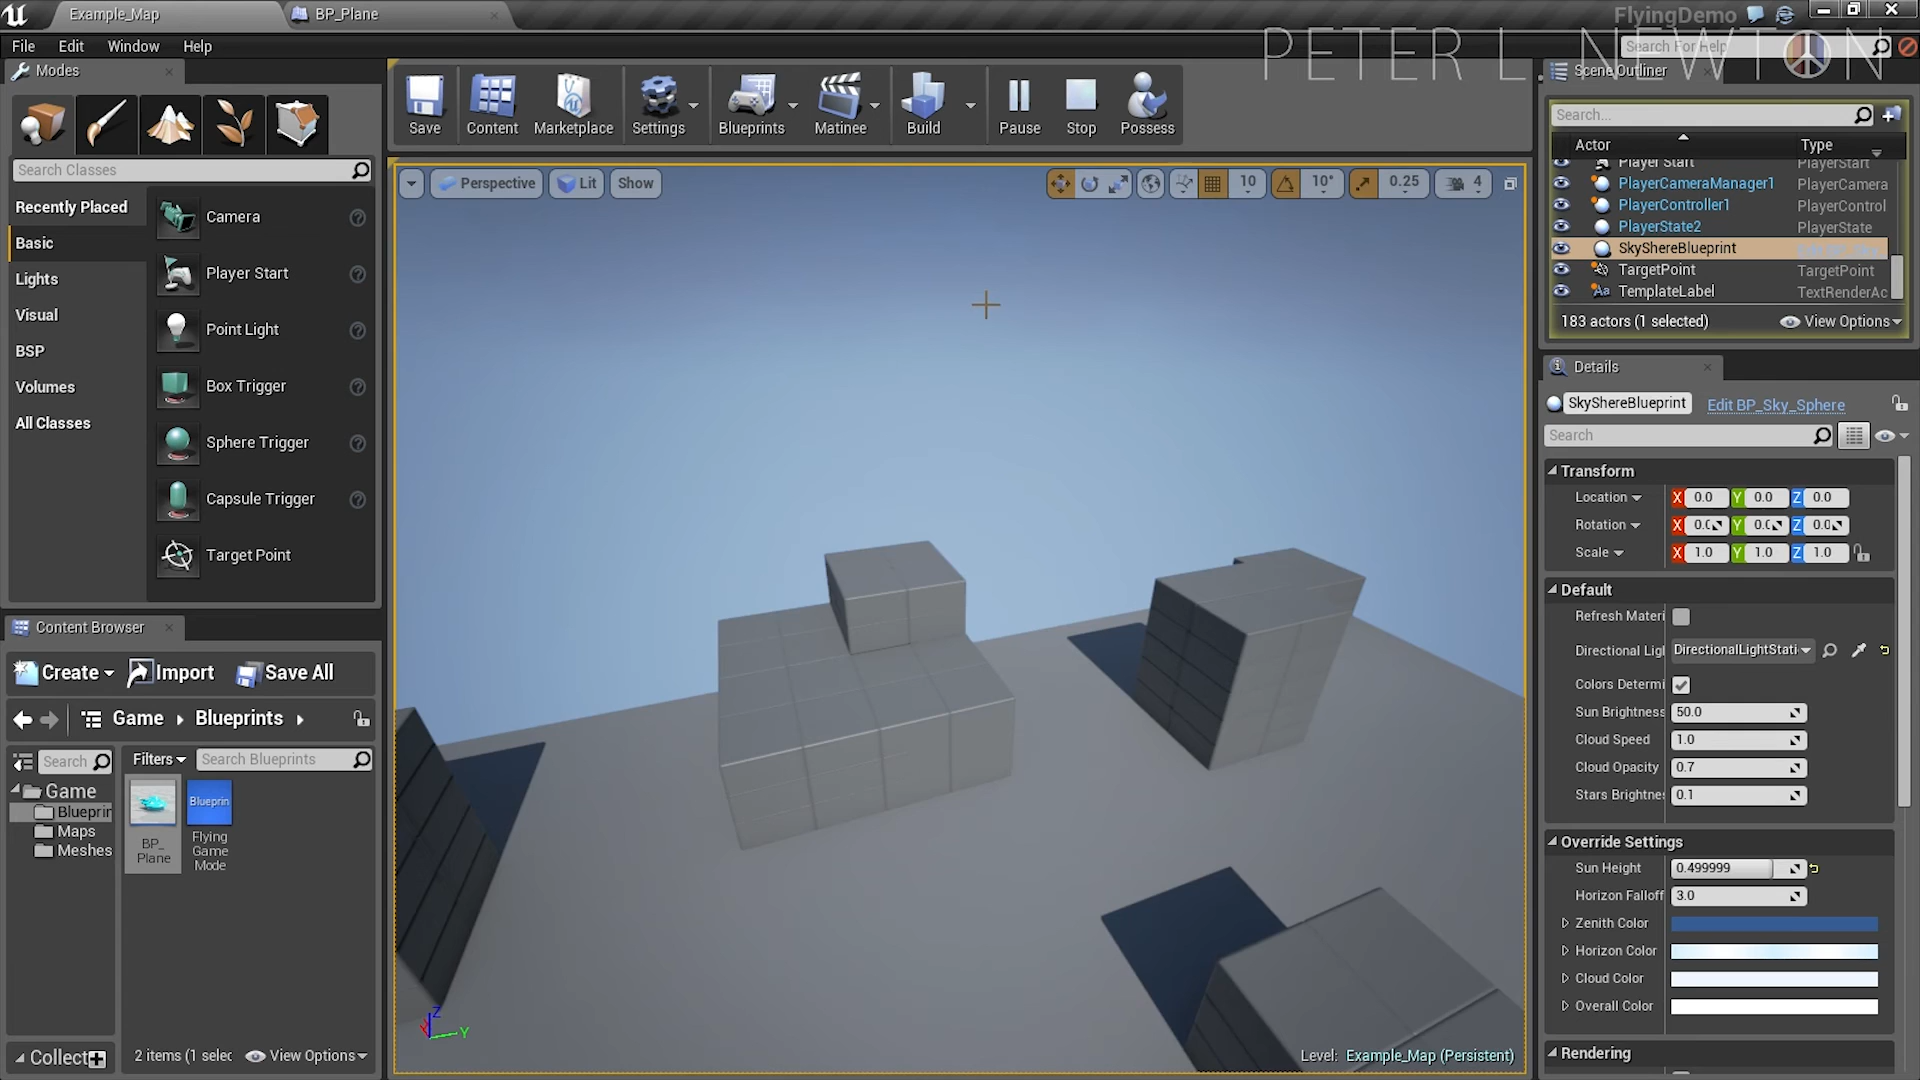 Example_Map
BP_Plane
FlyingDemo
File Edit Window Help
Search For Help
PETER L NEWTON
Modes
Scene Outliner
Save Content Marketplace Settings Blueprints Matinee Build Pause Stop Possess
Search...
Actor Type
Player Start PlayerStart
PlayerCameraManager1 PlayerCamera
PlayerController1 PlayerControl
PlayerState2 PlayerState
SkyShereBlueprint
TargetPoint TargetPoint
TemplateLabel TextRenderAc
183 actors (1 selected) View Options
Search Classes
Recently Placed
Basic
Lights
Visual
BSP
Volumes
All Classes
Camera
Player Start
Point Light
Box Trigger
Sphere Trigger
Capsule Trigger
Target Point
Perspective Lit Show
10 10° 0.25 4
Details
SkyShereBlueprint Edit BP_Sky_Sphere
Search
Transform
Location X 0.0 Y 0.0 Z 0.0
Rotation X 0.0 Y 0.0 Z 0.0
Scale X 1.0 Y 1.0 Z 1.0
Default
Refresh Materi
Directional Ligl DirectionalLightStati
Colors Determi
Sun Brightness 50.0
Cloud Speed 1.0
Cloud Opacity 0.7
Stars Brightnes 0.1
Override Settings
Sun Height 0.499999
Horizon Falloff 3.0
Zenith Color
Horizon Color
Cloud Color
Overall Color
Rendering
Content Browser
Create Import Save All
Game Blueprints
Search
Filters Search Blueprints
Game
Blueprin
Maps
Meshes
BP_
Plane
Blueprin
Flying
Game
Mode
Collect
2 items (1 selec View Options
Z
Y
Level: Example_Map (Persistent)